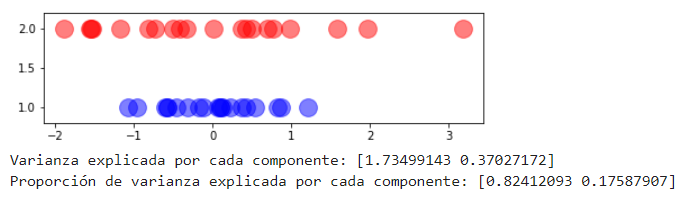 2.0
1.5
1.0
−2 −1 0 1 2 3
Varianza explicada por cada componente: [1.73499143 0.37027172]
Proporción de varianza explicada por cada componente: [0.82412093 0.17587907]